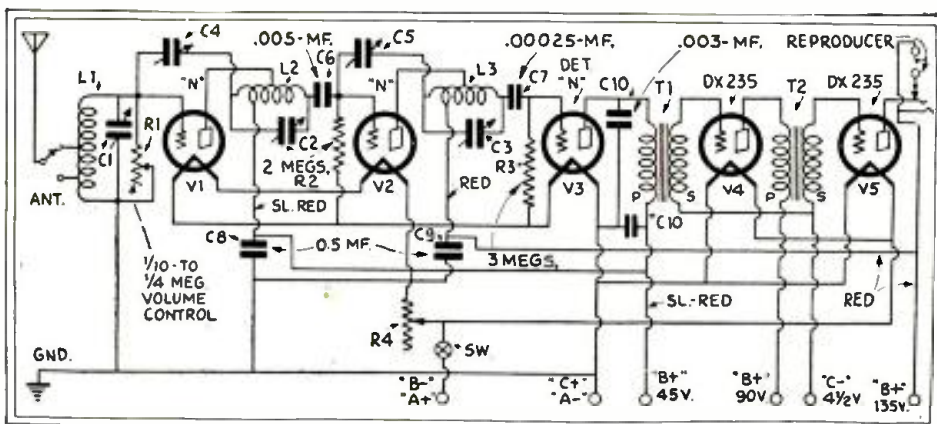 C4
.005-MF.
C5
.00025-MF.
.003-MF.
REPRODUCER
L1
"N"
L2
C6
"N"
L3
C7
DET.
"N"
C10
T1
DX 235
T2
DX 235
R1
C1
C2
2 MEGS,
R2
C3
R3
V1
V2
V3
P
S
V4
P
S
V5
ANT.
SL. RED
RED
C8
0.5 MF.
C9
C10
3 MEGS,
1/10-TO
1/4 MEG
VOLUME
CONTROL
SL.-RED
RED
R4
SW
GND.
"B-"
"A+"
"C+"
"A-"
"B+"
45V.
"B+"
90V.
"C-"
4 1/2 V.
"B+"
135V.